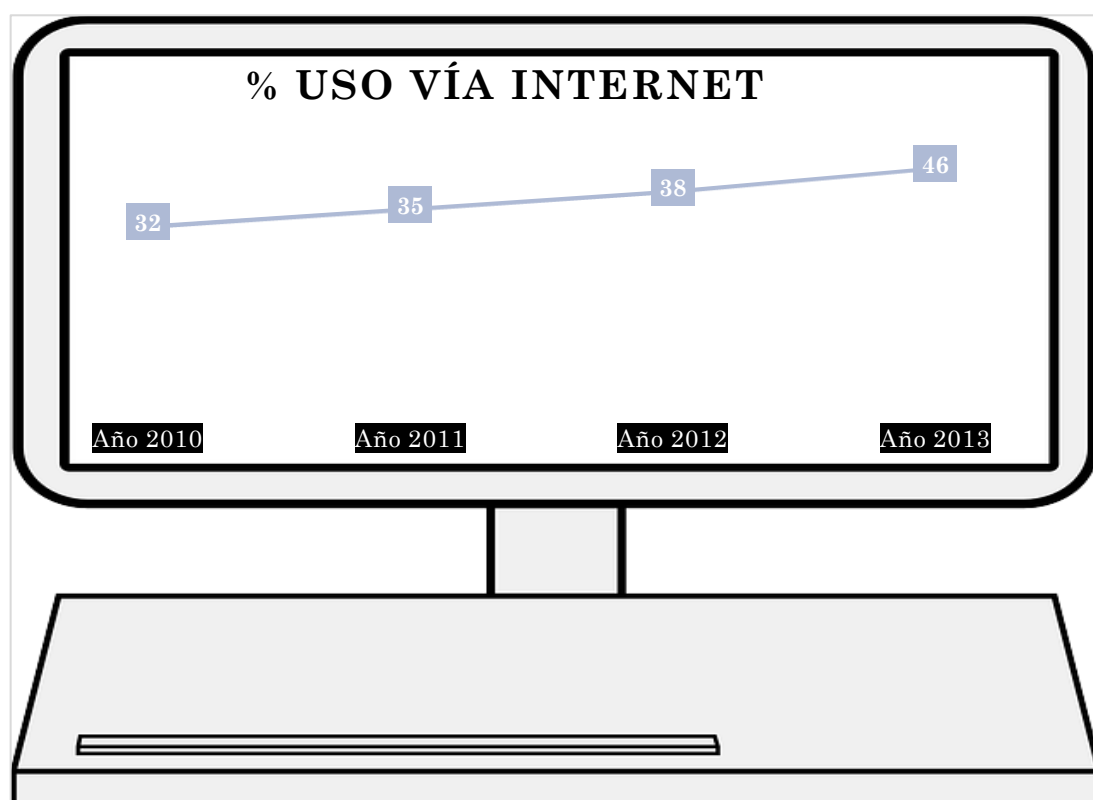 % USO VÍA INTERNET
32
35
38
46
Año 2010
Año 2011
Año 2012
Año 2013